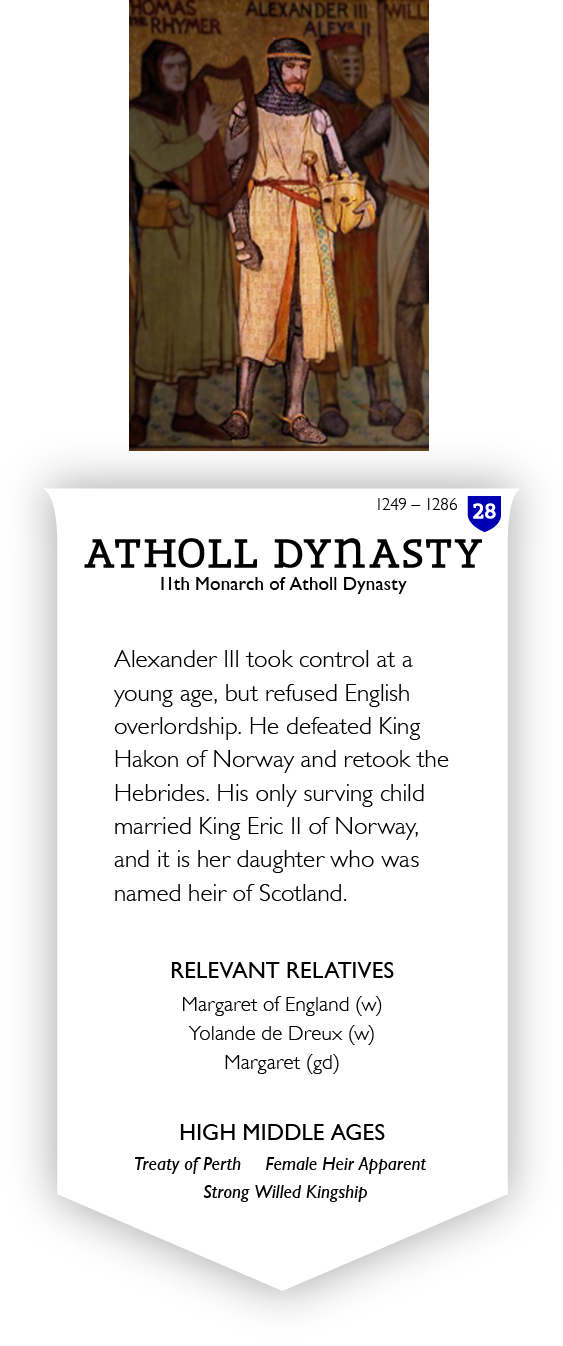 THOMAS ALEXANDER III WILL
THE RHYMER ALEXR II
1249 – 1286 28
ATHOLL DYNASTY
11th Monarch of Atholl Dynasty
Alexander III took control at a
young age, but refused English
overlordship. He defeated King
Hakon of Norway and retook the
Hebrides. His only surving child
married King Eric II of Norway,
and it is her daughter who was
named heir of Scotland.
RELEVANT RELATIVES
Margaret of England (w)
Yolande de Dreux (w)
Margaret (gd)
HIGH MIDDLE AGES
Treaty of Perth Female Heir Apparent
Strong Willed Kingship